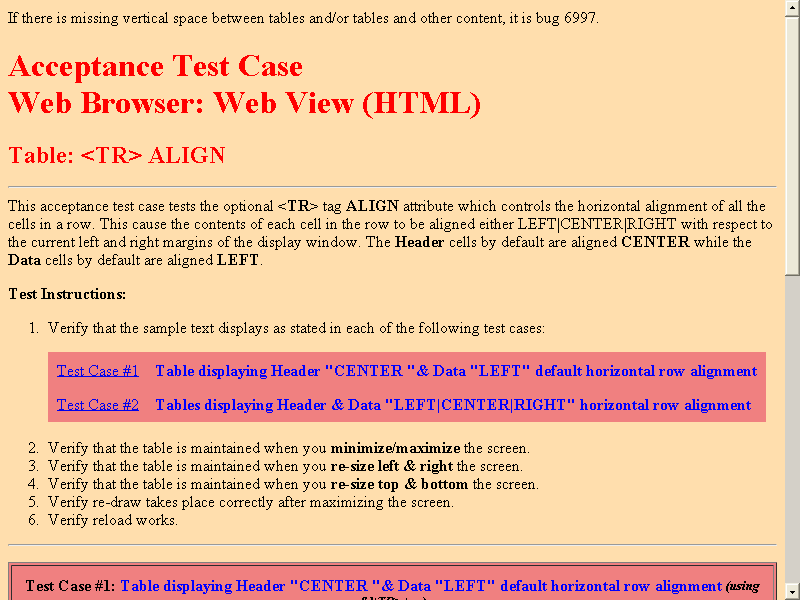 If there is missing vertical space between tables and/or tables and other content, it is bug 6997.
Acceptance Test Case
Web Browser: Web View (HTML)
Table: <TR> ALIGN
This acceptance test case tests the optional <TR> tag ALIGN attribute which controls the horizontal alignment of all the
cells in a row. This cause the contents of each cell in the row to be aligned either LEFT|CENTER|RIGHT with respect to
the current left and right margins of the display window. The Header cells by default are aligned CENTER while the
Data cells by default are aligned LEFT.
Test Instructions:
1. Verify that the sample text displays as stated in each of the following test cases:
Test Case #1 Table displaying Header "CENTER "& Data "LEFT" default horizontal row alignment
Test Case #2 Tables displaying Header & Data "LEFT|CENTER|RIGHT" horizontal row alignment
2. Verify that the table is maintained when you minimize/maximize the screen.
3. Verify that the table is maintained when you re-size left & right the screen.
4. Verify that the table is maintained when you re-size top & bottom the screen.
5. Verify re-draw takes place correctly after maximizing the screen.
6. Verify reload works.
Test Case #1: Table displaying Header "CENTER "& Data "LEFT" default horizontal row alignment (using